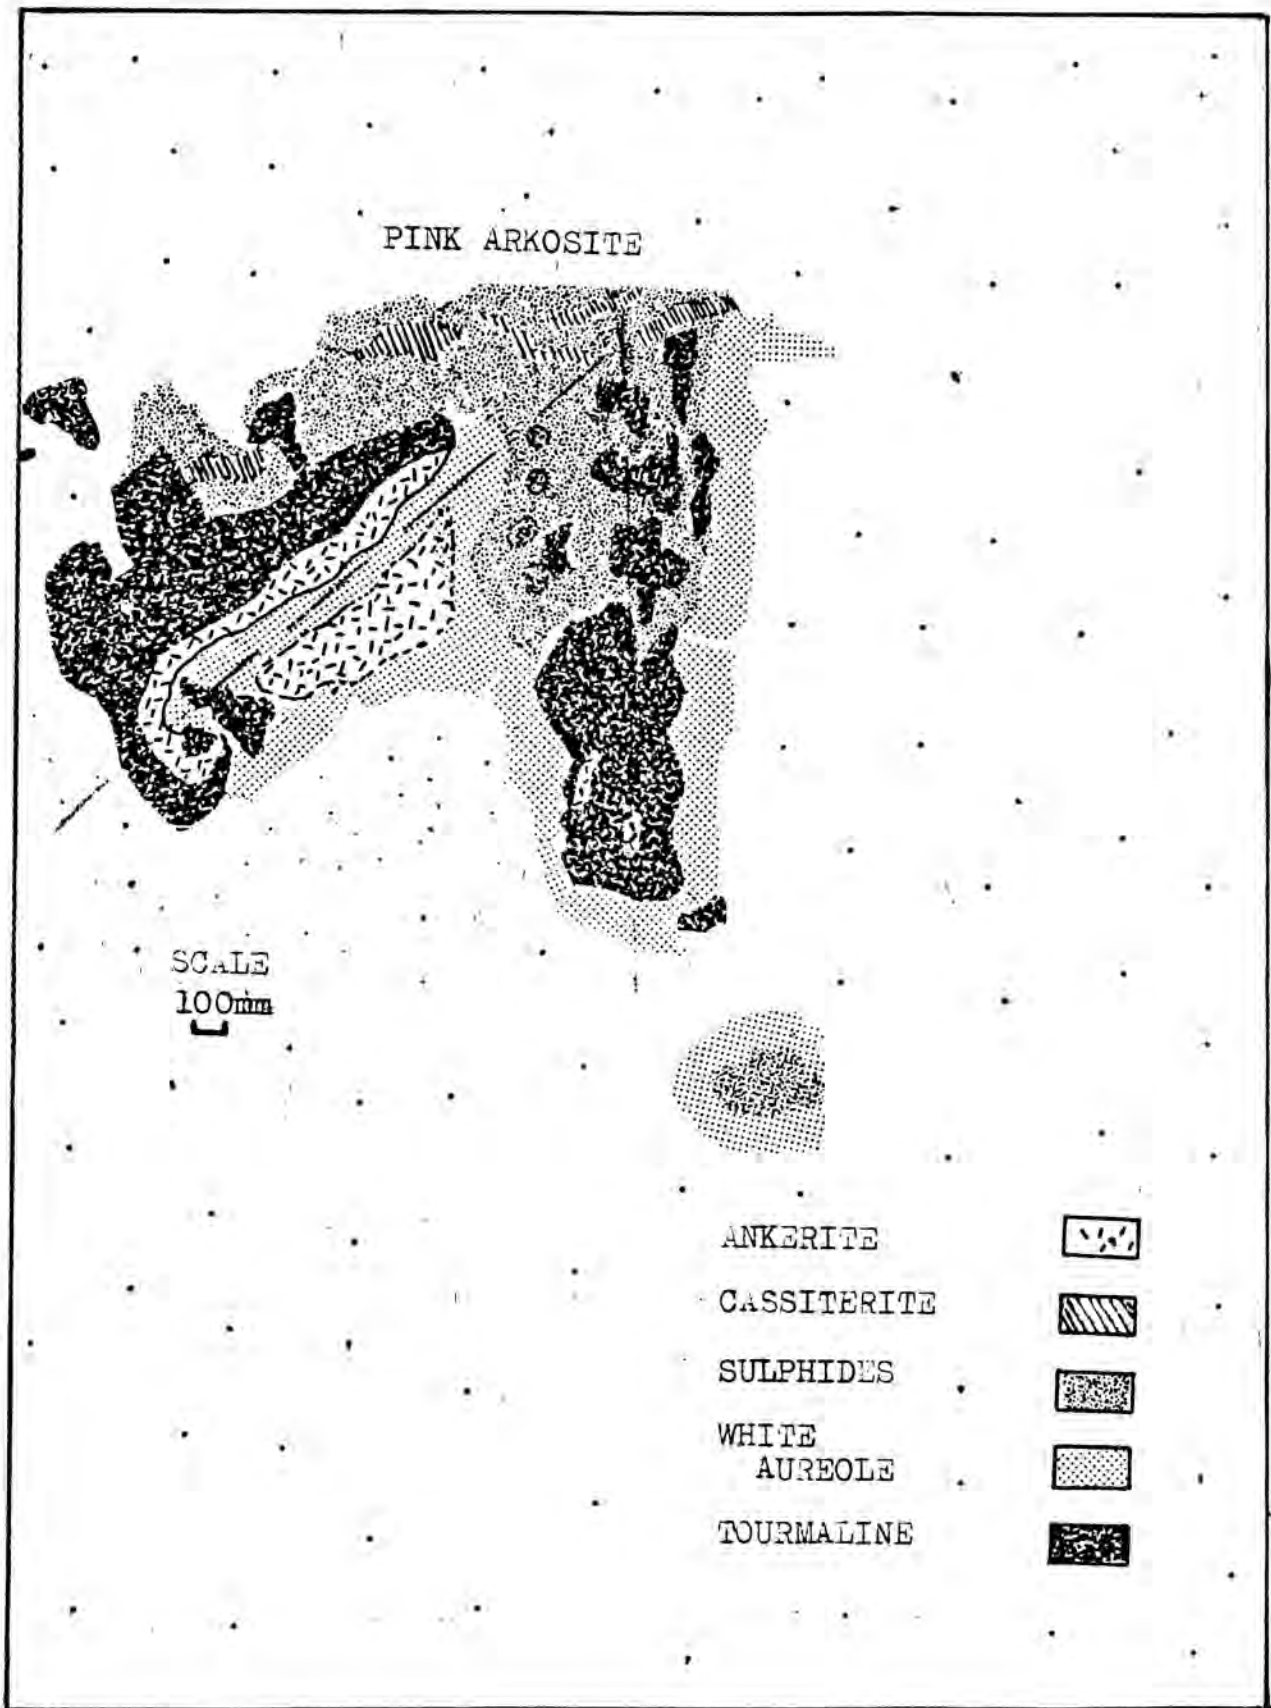 PINK ARKOSITE
SCALE
100mm
ANKERITE
CASSITERITE
SULPHIDES
WHITE
AUREOLE
TOURMALINE